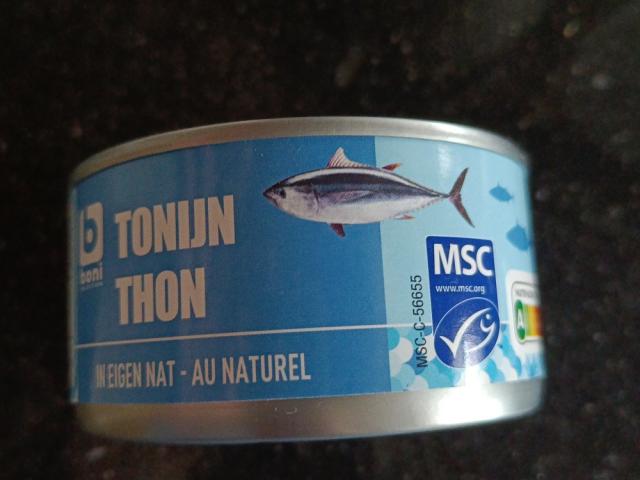 boni
TONIJN
THON
IN EIGEN NAT - AU NATUREL
MSC
www.msc.org
MSC-C-56655